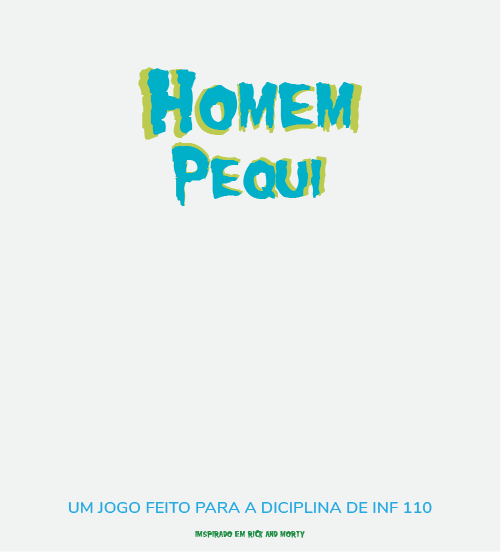 HOMEM
PEQUI
UM JOGO FEITO PARA A DICIPLINA DE INF 110
INSPIRADO EM RICK AND MORTY